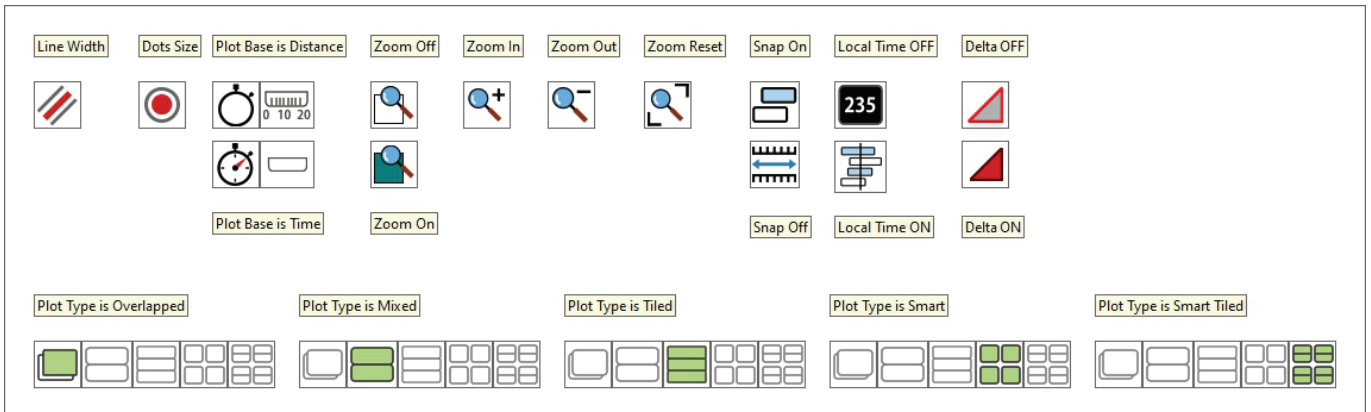 Line Width
Dots Size
Plot Base is Distance
Zoom Off
Zoom In
Zoom Out
Zoom Reset
Snap On
Local Time OFF
Delta OFF
0 10 20
235
Plot Base is Time
Zoom On
Snap Off
Local Time ON
Delta ON
Plot Type is Overlapped
Plot Type is Mixed
Plot Type is Tiled
Plot Type is Smart
Plot Type is Smart Tiled